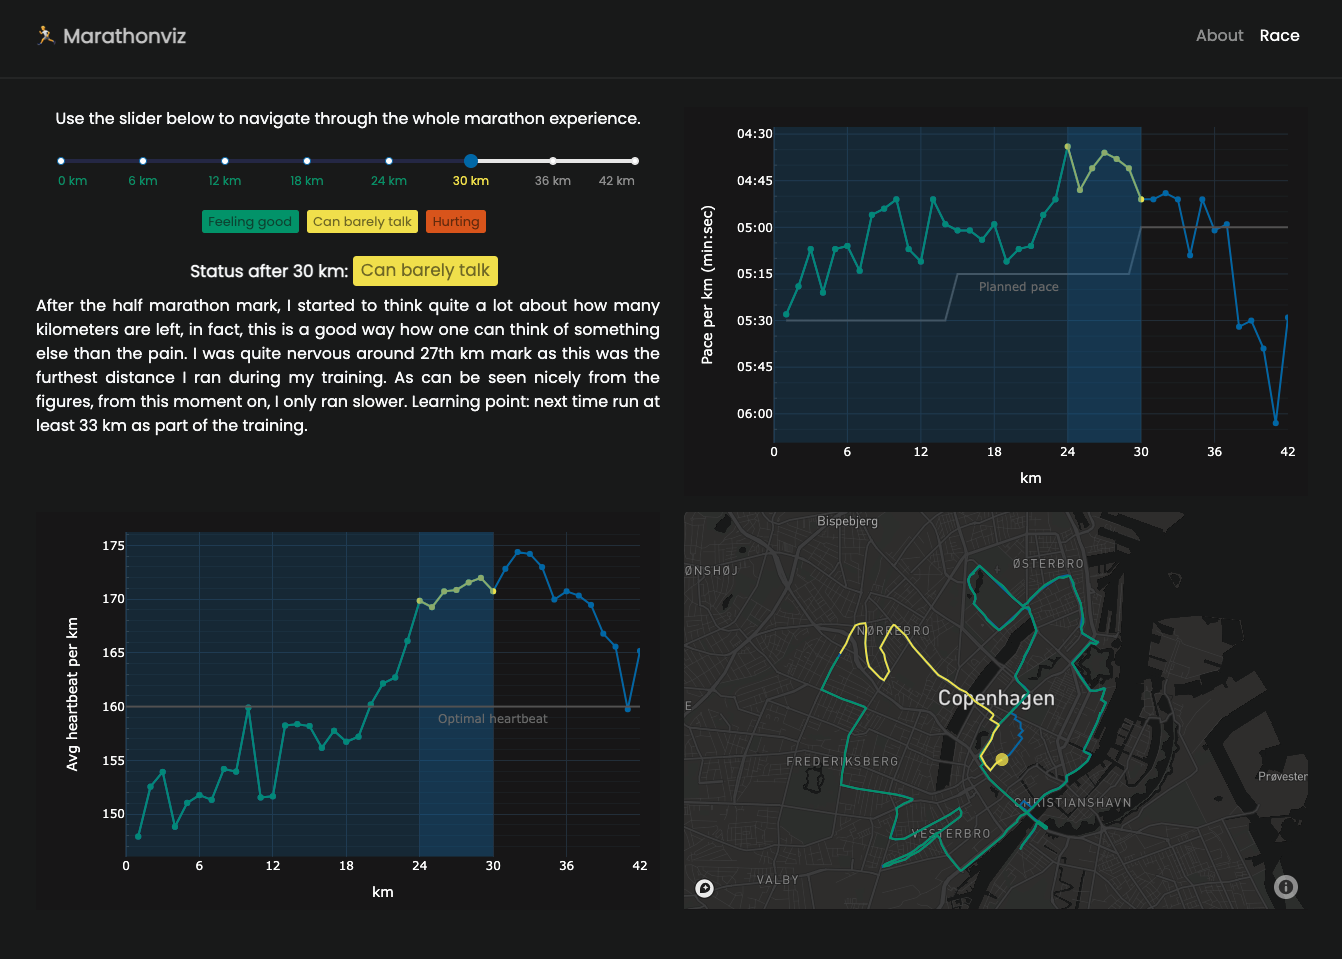 Marathonviz
About Race
Use the slider below to navigate through the whole marathon experience.
0 km 6 km 12 km 18 km 24 km 30 km 36 km 42 km
Feeling good Can barely talk Hurting
Status after 30 km: Can barely talk
After the half marathon mark, I started to think quite a lot about how many
kilometers are left, in fact, this is a good way how one can think of something
else than the pain. I was quite nervous around 27th km mark as this was the
furthest distance I ran during my training. As can be seen nicely from the
figures, from this moment on, I only ran slower. Learning point: next time run at
least 33 km as part of the training.
Pace per km (min:sec)
04:30
04:45
05:00
05:15
05:30
05:45
06:00
Planned pace
0 6 12 18 24 30 36 42
km
Avg heartbeat per km
175
170
165
160
155
150
Optimal heartbeat
0 6 12 18 24 30 36 42
km
Bispebjerg
ØNSHØJ
ØSTERBRO
NØRREBRO
E
Copenhagen
FREDERIKSBERG
Prøvester
CHRISTIANSHAVN
VESTERBRO
VALBY